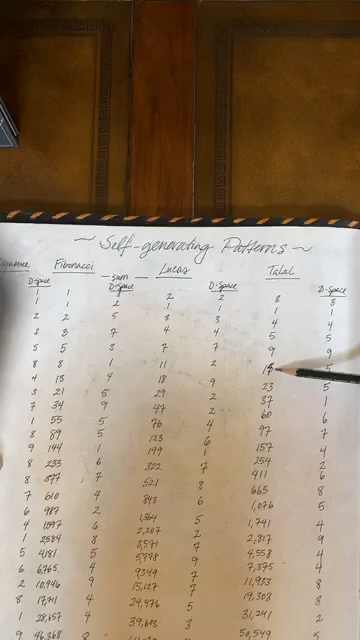 ~ Self-generating Patterns ~
Fibonacci — sum — Lucas Talal
D-Space D-Space D-Space D-Space
1 1 2 2 2 3 3
1 1 1 1 1 1
2 2 5 3 3 4 4
3 3 7 4 4 5 5
5 5 3 7 7 9 9
8 8 1 11 2 5
4 13 4 18 9 23 5
3 21 5 29 2 37 1
7 34 9 47 2 60 6
1 55 5 76 4 97 7
8 89 5 123 6 157 4
9 144 1 199 1 254 2
8 233 6 322 7 411 6
8 377 7 521 8 665 8
7 610 4 843 6 1,076 5
6 987 2 1,364 5 1,741 4
4 1597 6 2,207 2 2,817 9
1 2584 8 3,571 7 4,558 4
5 4181 5 5,778 9 7,375 4
6 6,765 4 9,349 7 11,933 8
2 10,946 9 15,127 7 19,308 3
8 17,711 4 24,476 5 31,241 2
1 28,657 4 39,603 3 50,549 5
9 46,368 8